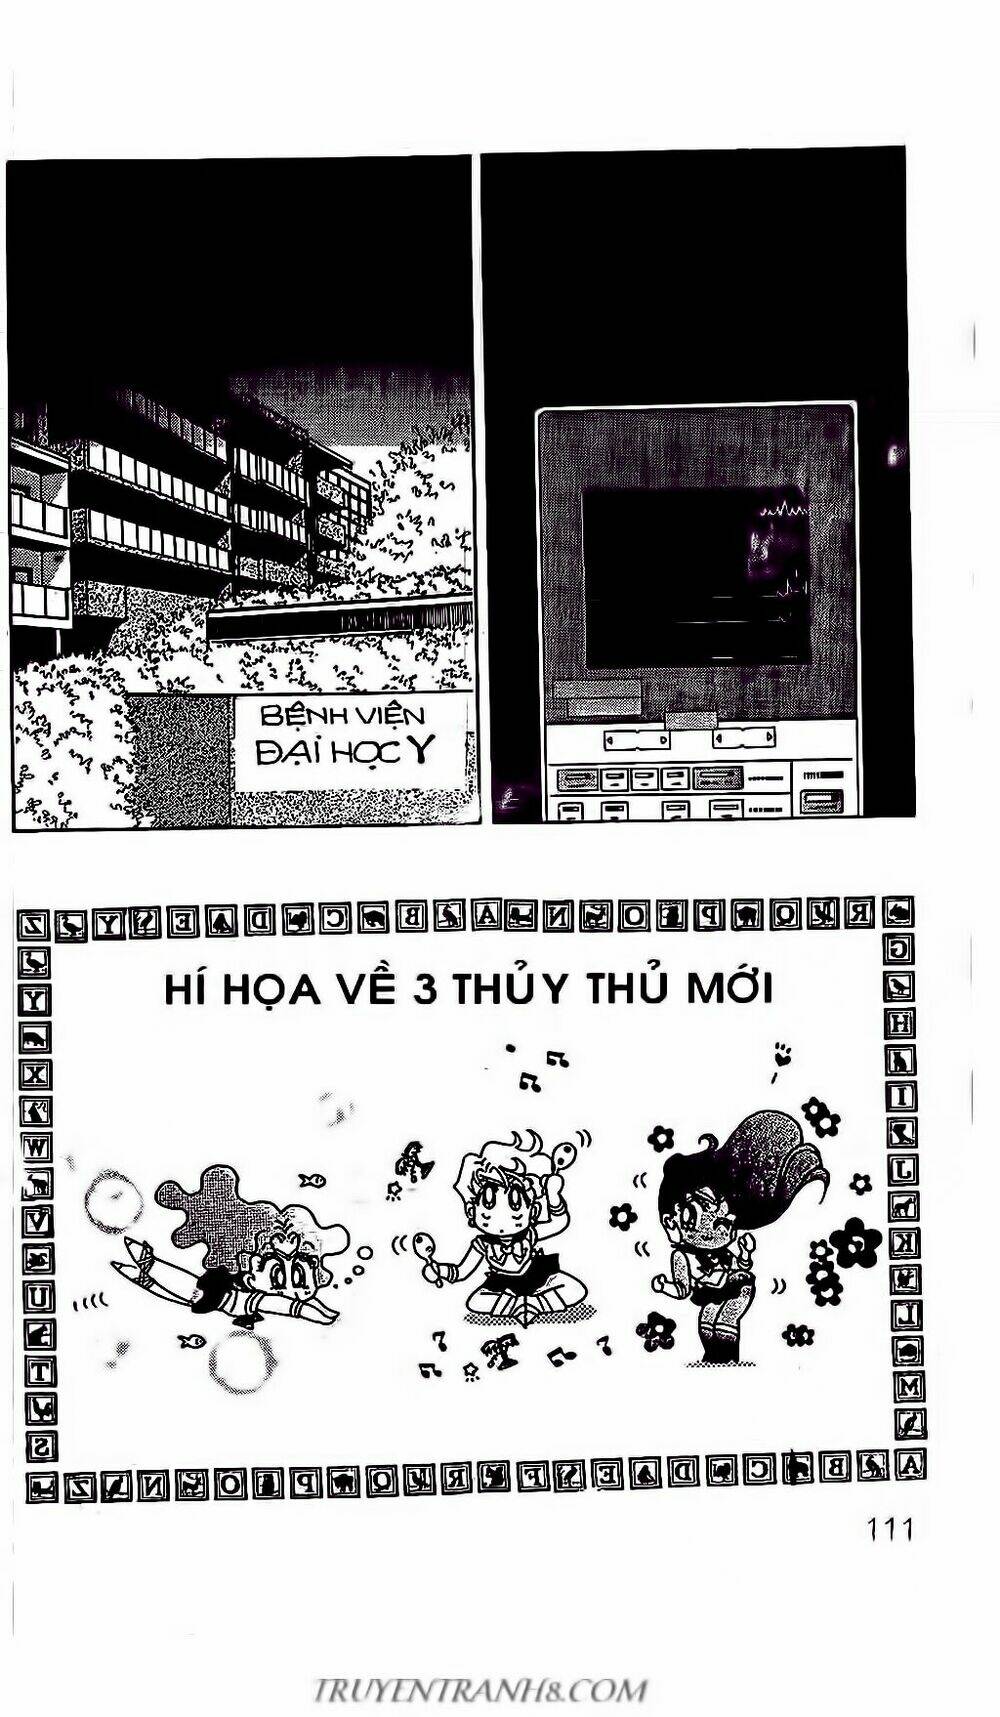 BỆNH VIỆN
ĐẠI HỌC Y
Z Y E D C B A N O P Q R
HÍ HỌA VỀ 3 THỦY THỦ MỚI
Y
X
W
V
U
T
S
G
H
I
J
K
L
M
Z N O P Q R F E D C B A
111
TRUYENTRANH8.COM